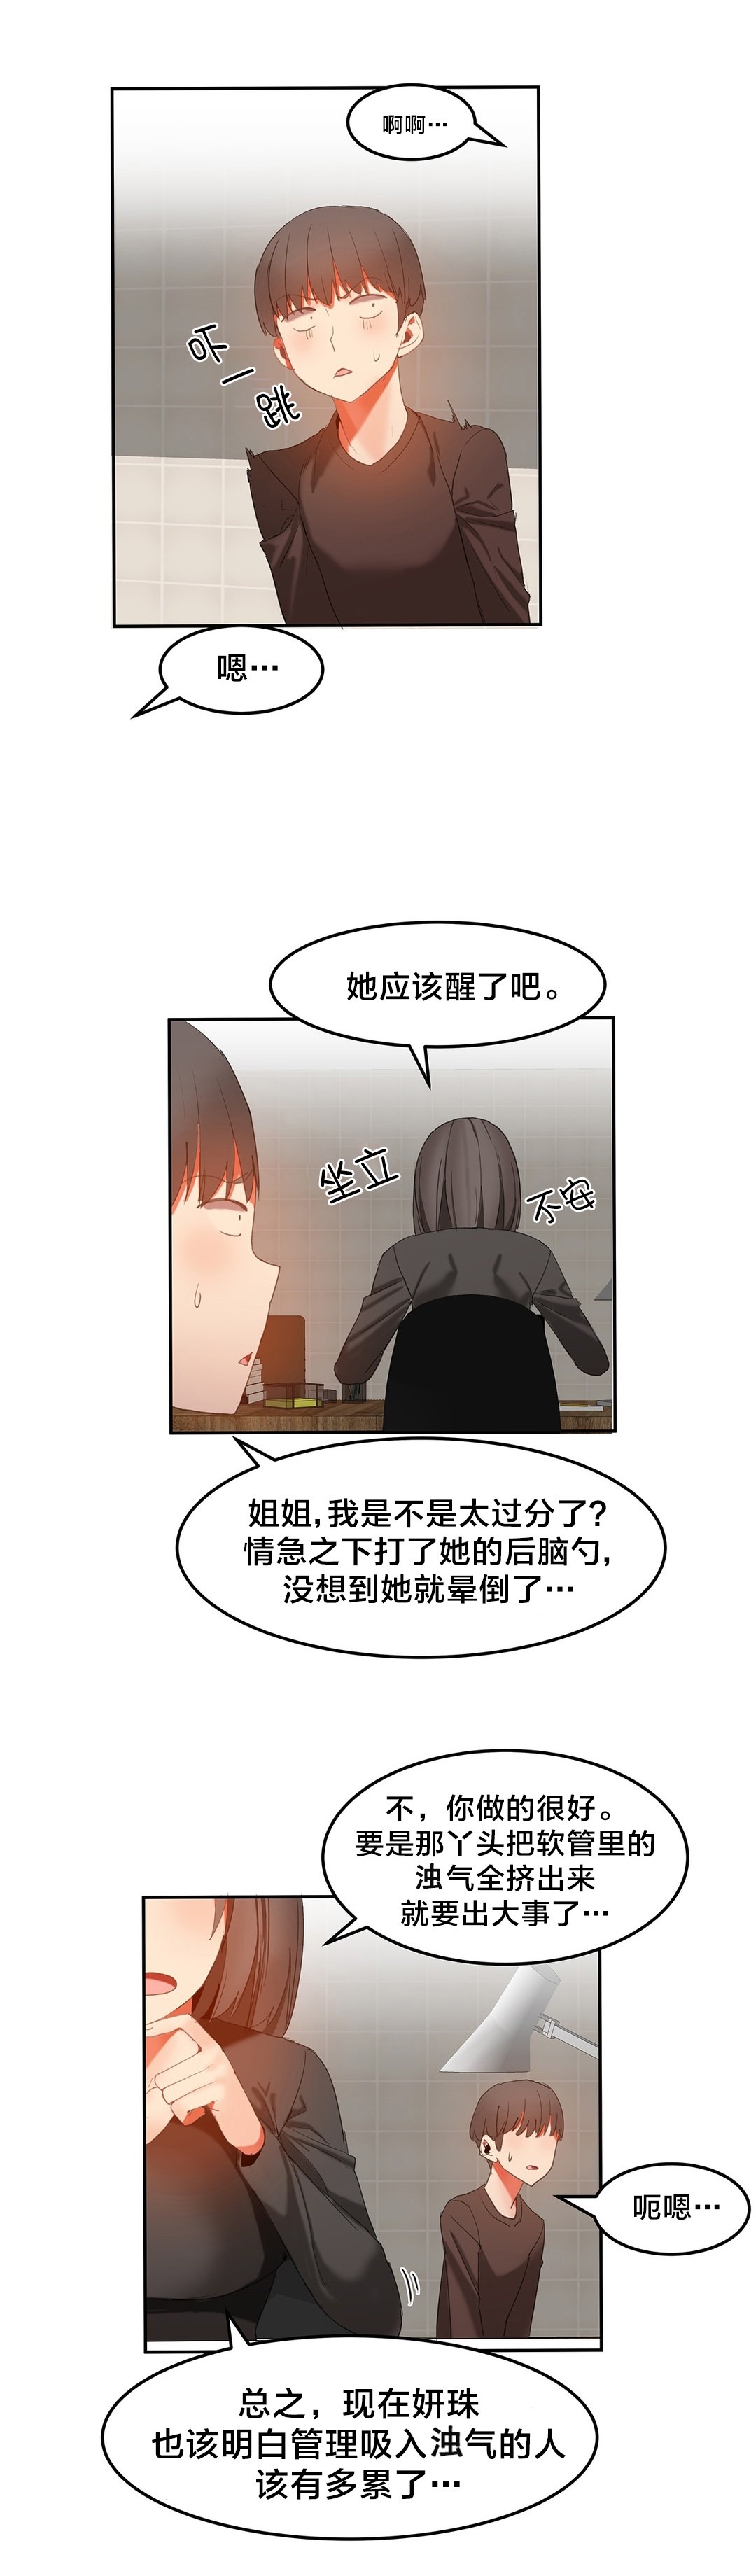 啊啊…
吓一跳
嗯…
她应该醒了吧。
坐立
不安
姐姐,我是不是太过分了?
情急之下打了她的后脑勺,
没想到她就晕倒了…
不，你做的很好。
要是那丫头把软管里的
浊气全挤出来
就要出大事了…
呃嗯…
总之，现在妍珠
也该明白管理吸入浊气的人
该有多累了…